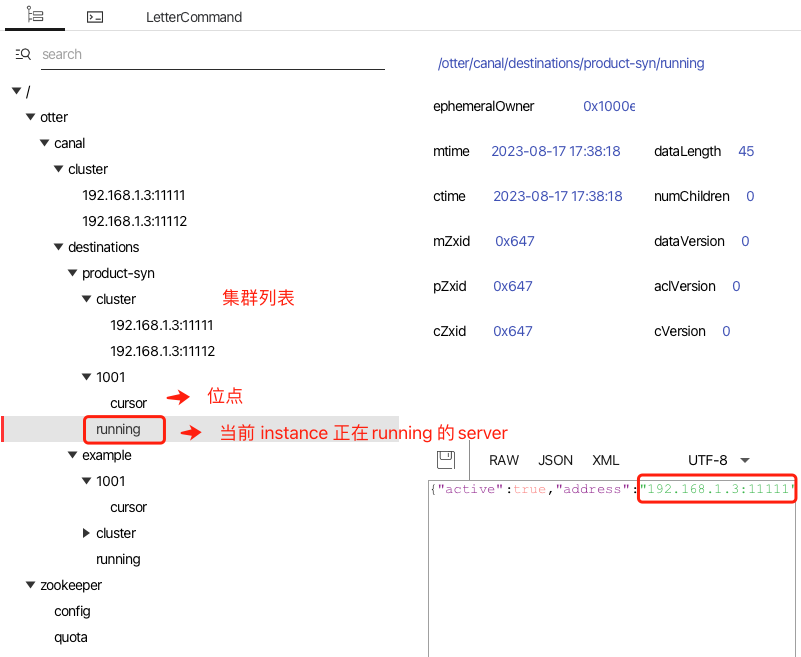 LetterCommand
search
/
otter
canal
cluster
192.168.1.3:11111
192.168.1.3:11112
destinations
product-syn
cluster
集群列表
192.168.1.3:11111
192.168.1.3:11112
1001
cursor
位点
running
当前 instance 正在 running 的 server
example
1001
cursor
cluster
running
zookeeper
config
quota
/otter/canal/destinations/product-syn/running
ephemeralOwner 0x1000e
mtime 2023-08-17 17:38:18 dataLength 45
ctime 2023-08-17 17:38:18 numChildren 0
mZxid 0x647 dataVersion 0
pZxid 0x647 aclVersion 0
cZxid 0x647 cVersion 0
RAW JSON XML UTF-8
{"active":true,"address":"192.168.1.3:11111"